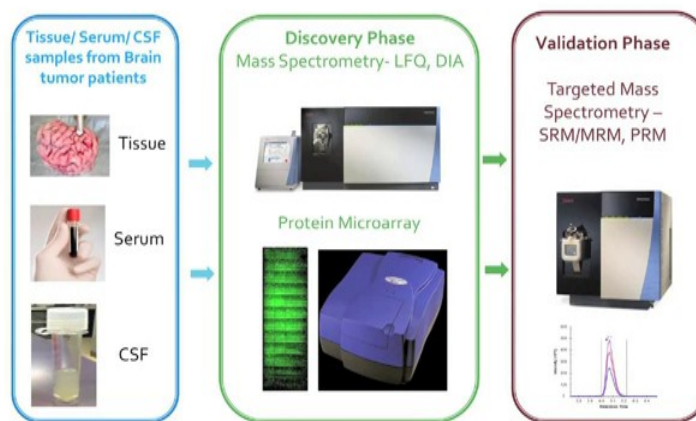 Tissue/ Serum/ CSF
samples from Brain
tumor patients
Tissue
Serum
CSF
Discovery Phase
Mass Spectrometry- LFQ, DIA
Protein Microarray
Validation Phase
Targeted Mass
Spectrometry –
SRM/MRM, PRM